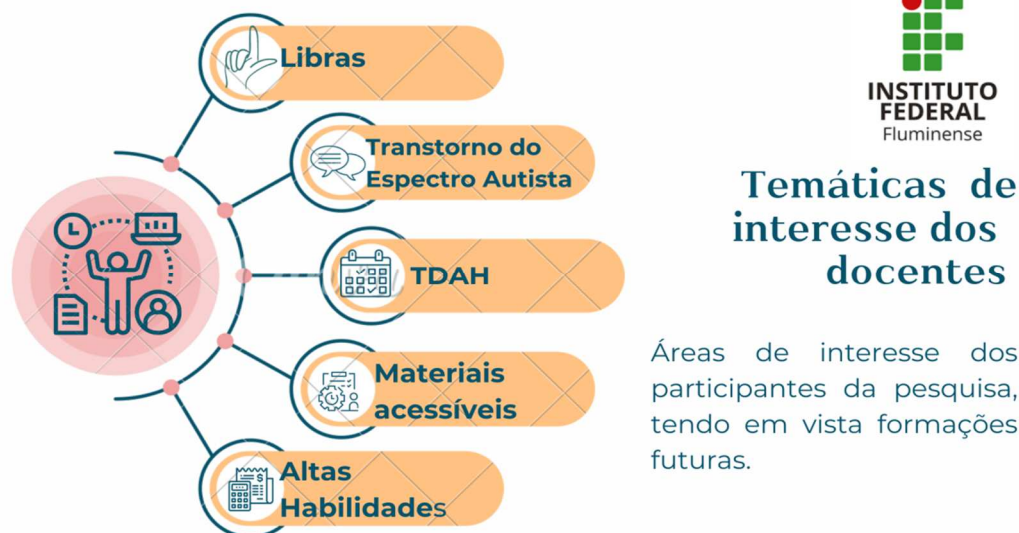 Libras
Transtorno do
Espectro Autista
TDAH
Materiais
acessíveis
Altas
Habilidades
INSTITUTO
FEDERAL
Fluminense
Temáticas de
interesse dos
docentes
Áreas de interesse dos
participantes da pesquisa,
tendo em vista formações
futuras.